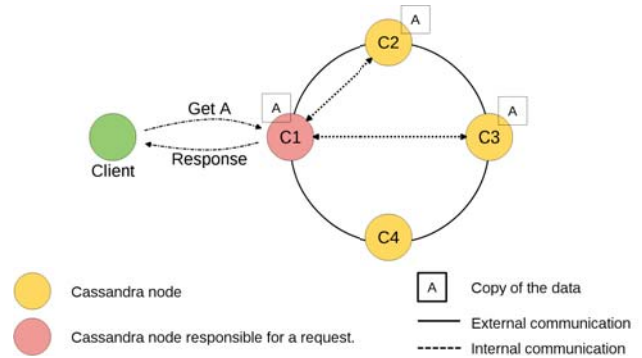 A
C2
Get A
A
A
C1
C3
Response
Client
C4
Cassandra node
A
Copy of the data
External communication
Cassandra node responsible for a request.
Internal communication